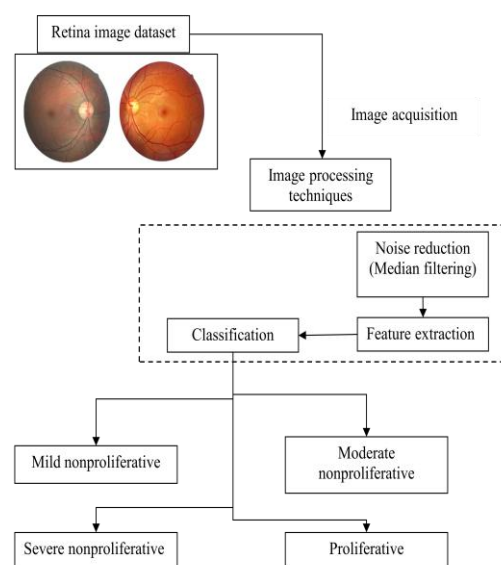 Retina image dataset
Image acquisition
Image processing
techniques
Noise reduction
(Median filtering)
Feature extraction
Classification
Mild nonproliferative
Moderate
nonproliferative
Severe nonproliferative
Proliferative